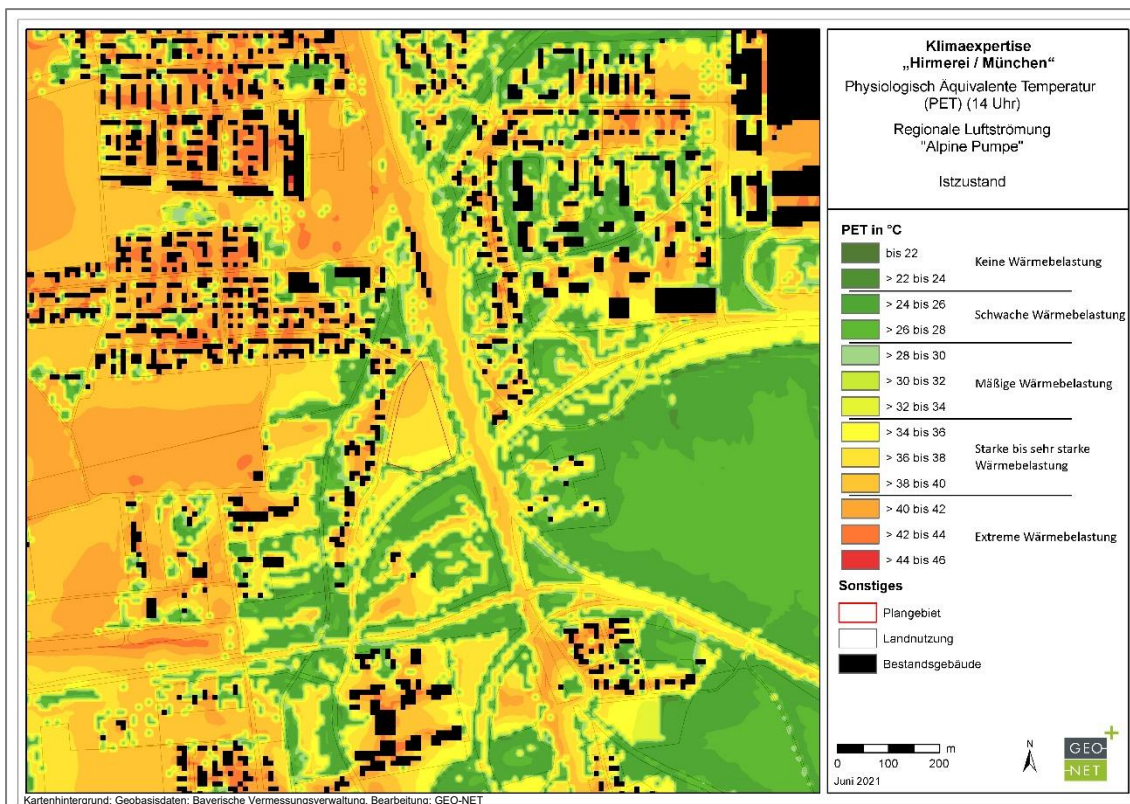 Klimaexpertise
„Hirmerei / München“
Physiologisch Äquivalente Temperatur
(PET) (14 Uhr)
Regionale Luftströmung
"Alpine Pumpe"
Istzustand
PET in °C
bis 22
> 22 bis 24
Keine Wärmebelastung
> 24 bis 26
> 26 bis 28
Schwache Wärmebelastung
> 28 bis 30
> 30 bis 32
> 32 bis 34
Mäßige Wärmebelastung
> 34 bis 36
> 36 bis 38
> 38 bis 40
Starke bis sehr starke
Wärmebelastung
> 40 bis 42
> 42 bis 44
> 44 bis 46
Extreme Wärmebelastung
Sonstiges
Plangebiet
Landnutzung
Bestandsgebäude
m
0 100 200
N
Juni 2021
GEO-
NET
Kartenhintergrund: Geobasisdaten: Bayerische Vermessungsverwaltung, Bearbeitung: GEO-NET